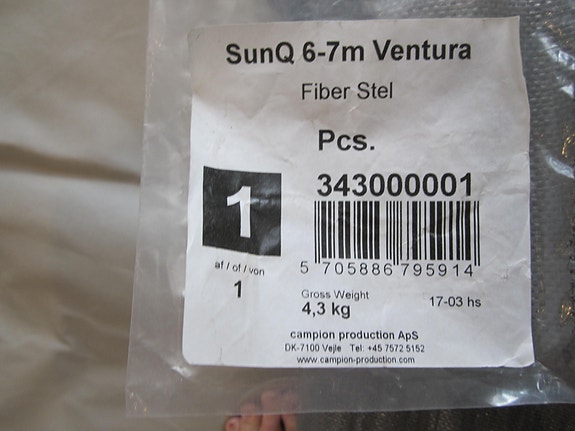 SunQ 6-7m Ventura
Fiber Stel
Pcs.
1
343000001
5 705886 795914
af / of / von
1
Gross Weight
4,3 kg
17-03 hs
campion production ApS
DK-7100 Vejle Tel: +45 7572 5152
www.campion-production.com